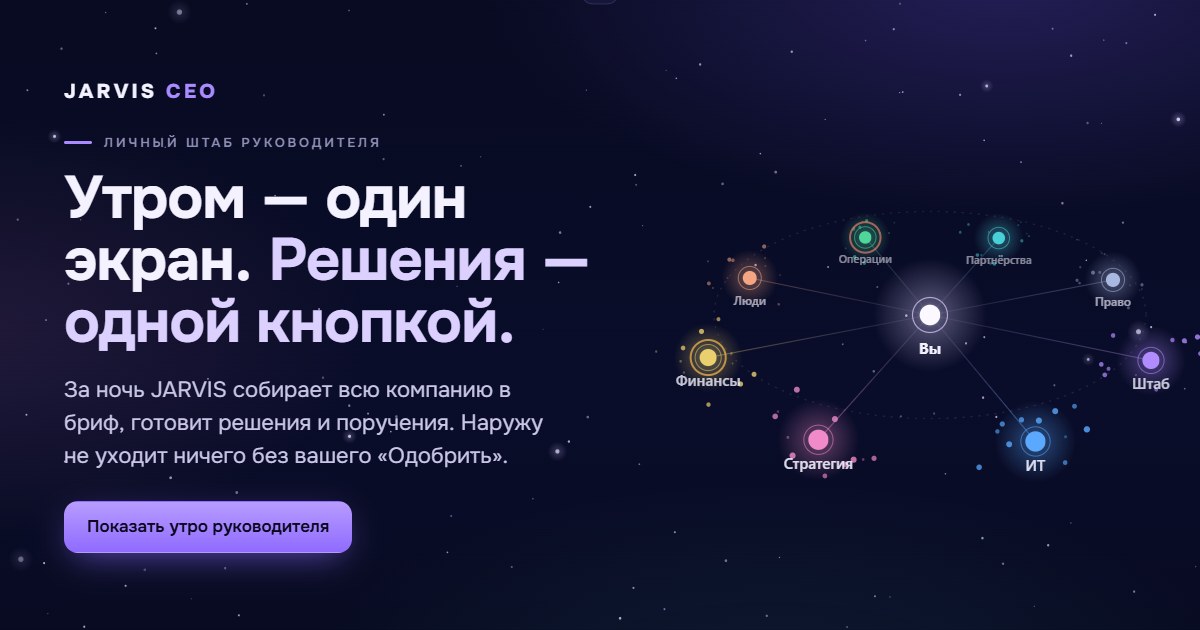 JARVIS CEO
ЛИЧНЫЙ ШТАБ РУКОВОДИТЕЛЯ
Утром — один
экран. Решения —
одной кнопкой.
За ночь JARVIS собирает всю компанию в
бриф, готовит решения и поручения. Наружу
не уходит ничего без вашего «Одобрить».
Показать утро руководителя
Операции
Партнёрства
Люди
Право
Вы
Финансы
Штаб
Стратегия
ИТ